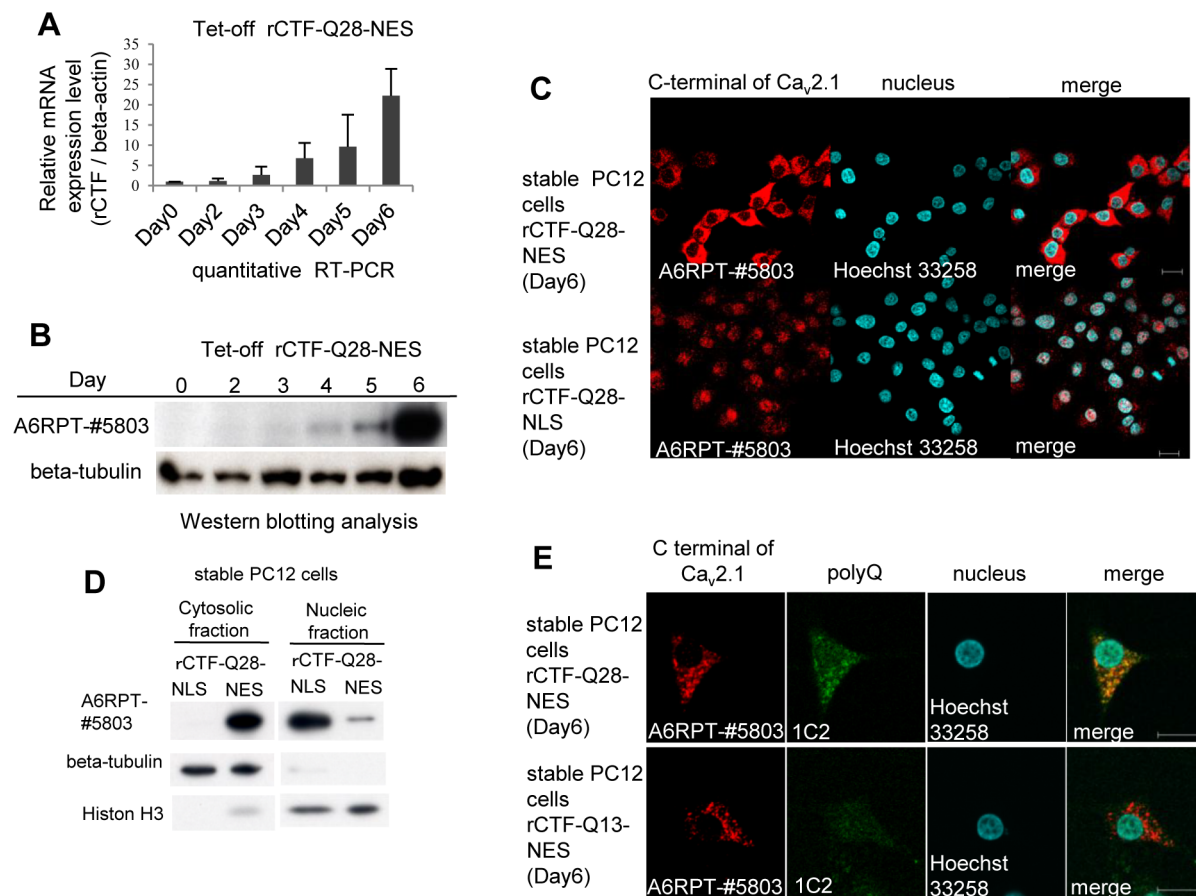 A
Tet-off rCTF-Q28-NES
Relative mRNA
expression level
(rCTF / beta-actin)
35
30
25
20
15
10
5
0
Day0
Day2
Day3
Day4
Day5
Day6
quantitative RT-PCR
B
Tet-off rCTF-Q28-NES
Day 0 2 3 4 5 6
A6RPT-#5803
beta-tubulin
Western blotting analysis
C
C-terminal of Cav2.1 nucleus merge
stable PC12
cells
rCTF-Q28-
NES
(Day6)
A6RPT-#5803 Hoechst 33258 merge
stable PC12
cells
rCTF-Q28-
NLS
(Day6)
A6RPT-#5803 Hoechst 33258 merge
D
stable PC12 cells
Cytosolic
fraction
Nucleic
fraction
rCTF-Q28- rCTF-Q28-
NLS NES NLS NES
A6RPT-
#5803
beta-tubulin
Histon H3
E
C terminal of
Cav2.1
polyQ nucleus merge
stable PC12
cells
rCTF-Q28-
NES
(Day6)
A6RPT-#5803 1C2 Hoechst
33258 merge
stable PC12
cells
rCTF-Q13-
NES
(Day6)
A6RPT-#5803 1C2 Hoechst
33258 merge